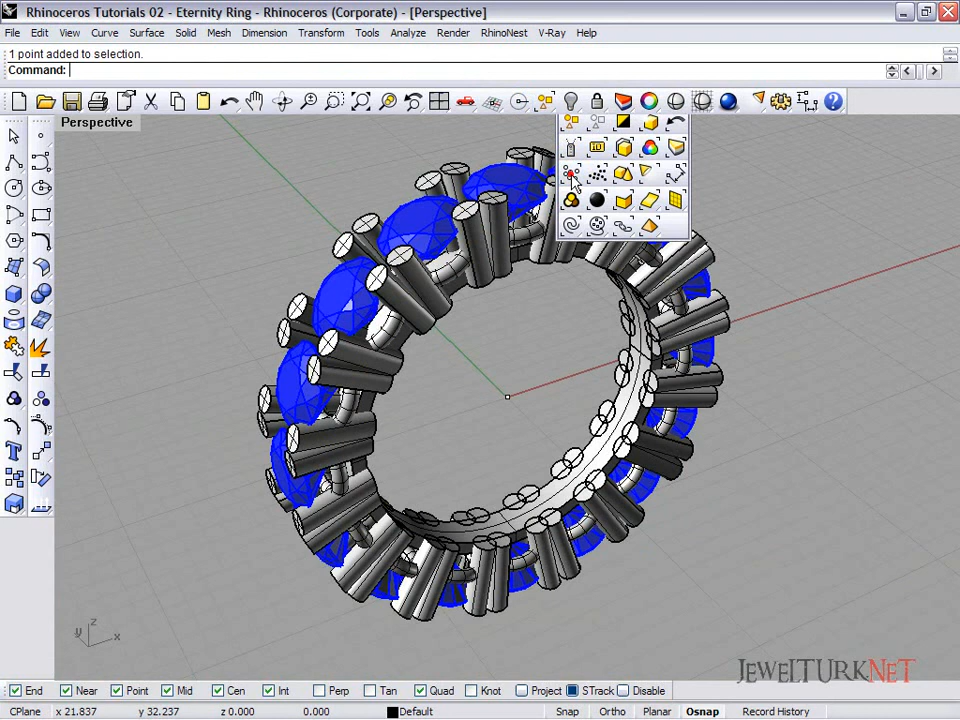 Rhinoceros Tutorials 02 - Eternity Ring - Rhinoceros (Corporate) - [Perspective]
File Edit View Curve Surface Solid Mesh Dimension Transform Tools Analyze Render RhinoNest V-Ray Help
1 point added to selection.
Command:
Perspective
z
y x
JEWELTURKNET
End Near Point Mid Cen Int Perp Tan Quad Knot Project STrack Disable
CPlane x 21.837 y 32.237 z 0.000 0.000 Default Snap Ortho Planar Osnap Record History